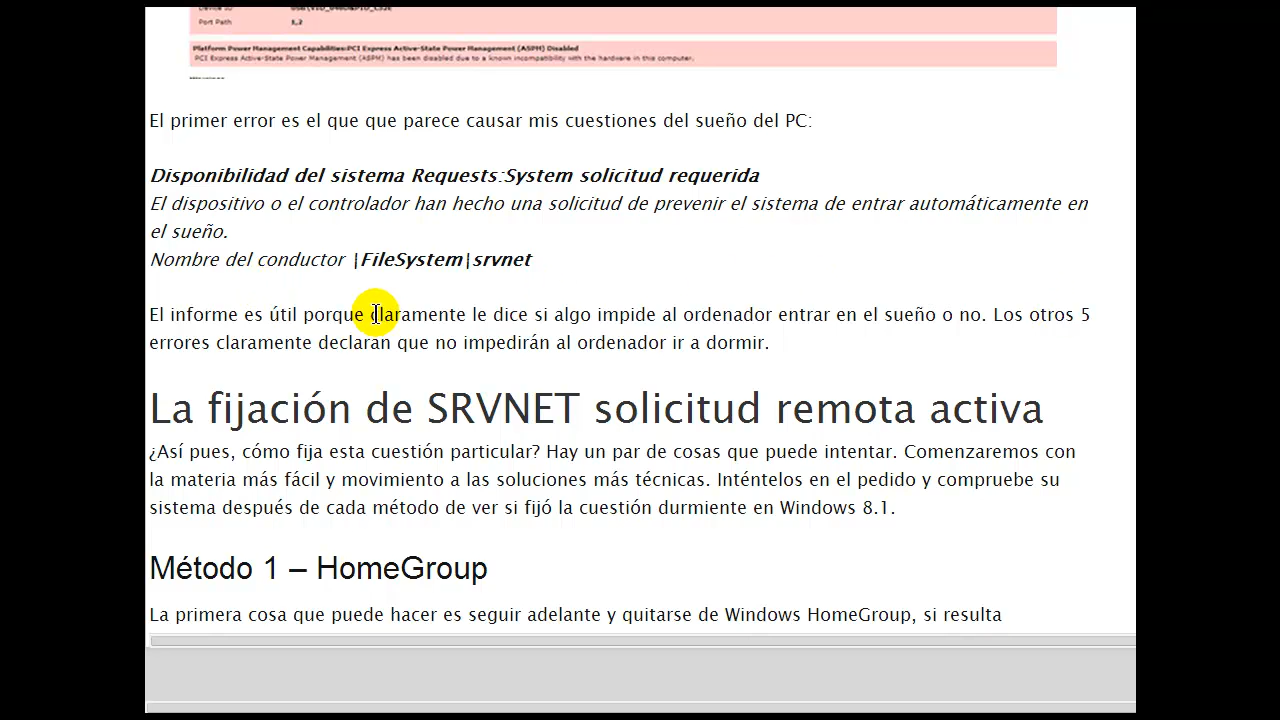 Port Path 1,2
Platform Power Management Capabilities:PCI Express Active-State Power Management (ASPM) Disabled
PCI Express Active-State Power Management (ASPM) has been disabled due to a known incompatibility with the hardware in this computer.
El primer error es el que que parece causar mis cuestiones del sueño del PC:
Disponibilidad del sistema Requests:System solicitud requerida
El dispositivo o el controlador han hecho una solicitud de prevenir el sistema de entrar automáticamente en
el sueño.
Nombre del conductor |FileSystem|srvnet
El informe es útil porque claramente le dice si algo impide al ordenador entrar en el sueño o no. Los otros 5
errores claramente declaran que no impedirán al ordenador ir a dormir.
La fijación de SRVNET solicitud remota activa
¿Así pues, cómo fija esta cuestión particular? Hay un par de cosas que puede intentar. Comenzaremos con
la materia más fácil y movimiento a las soluciones más técnicas. Inténtelos en el pedido y compruebe su
sistema después de cada método de ver si fijó la cuestión durmiente en Windows 8.1.
Método 1 – HomeGroup
La primera cosa que puede hacer es seguir adelante y quitarse de Windows HomeGroup, si resulta